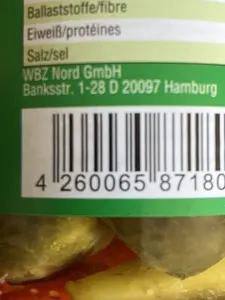 Ballaststoffe/fibre
Eiweiß/protéines
Salz/sel
WBZ Nord GmbH
Banksstr. 1-28 D 20097 Hamburg
4 260065 87180